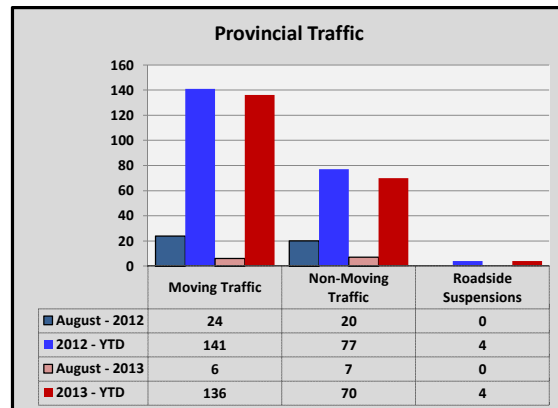 Provincial Traffic
160
140
120
100
80
60
40
20
0
Moving Traffic Non-Moving Traffic Roadside Suspensions
August - 2012 24 20 0
2012 - YTD 141 77 4
August - 2013 6 7 0
2013 - YTD 136 70 4